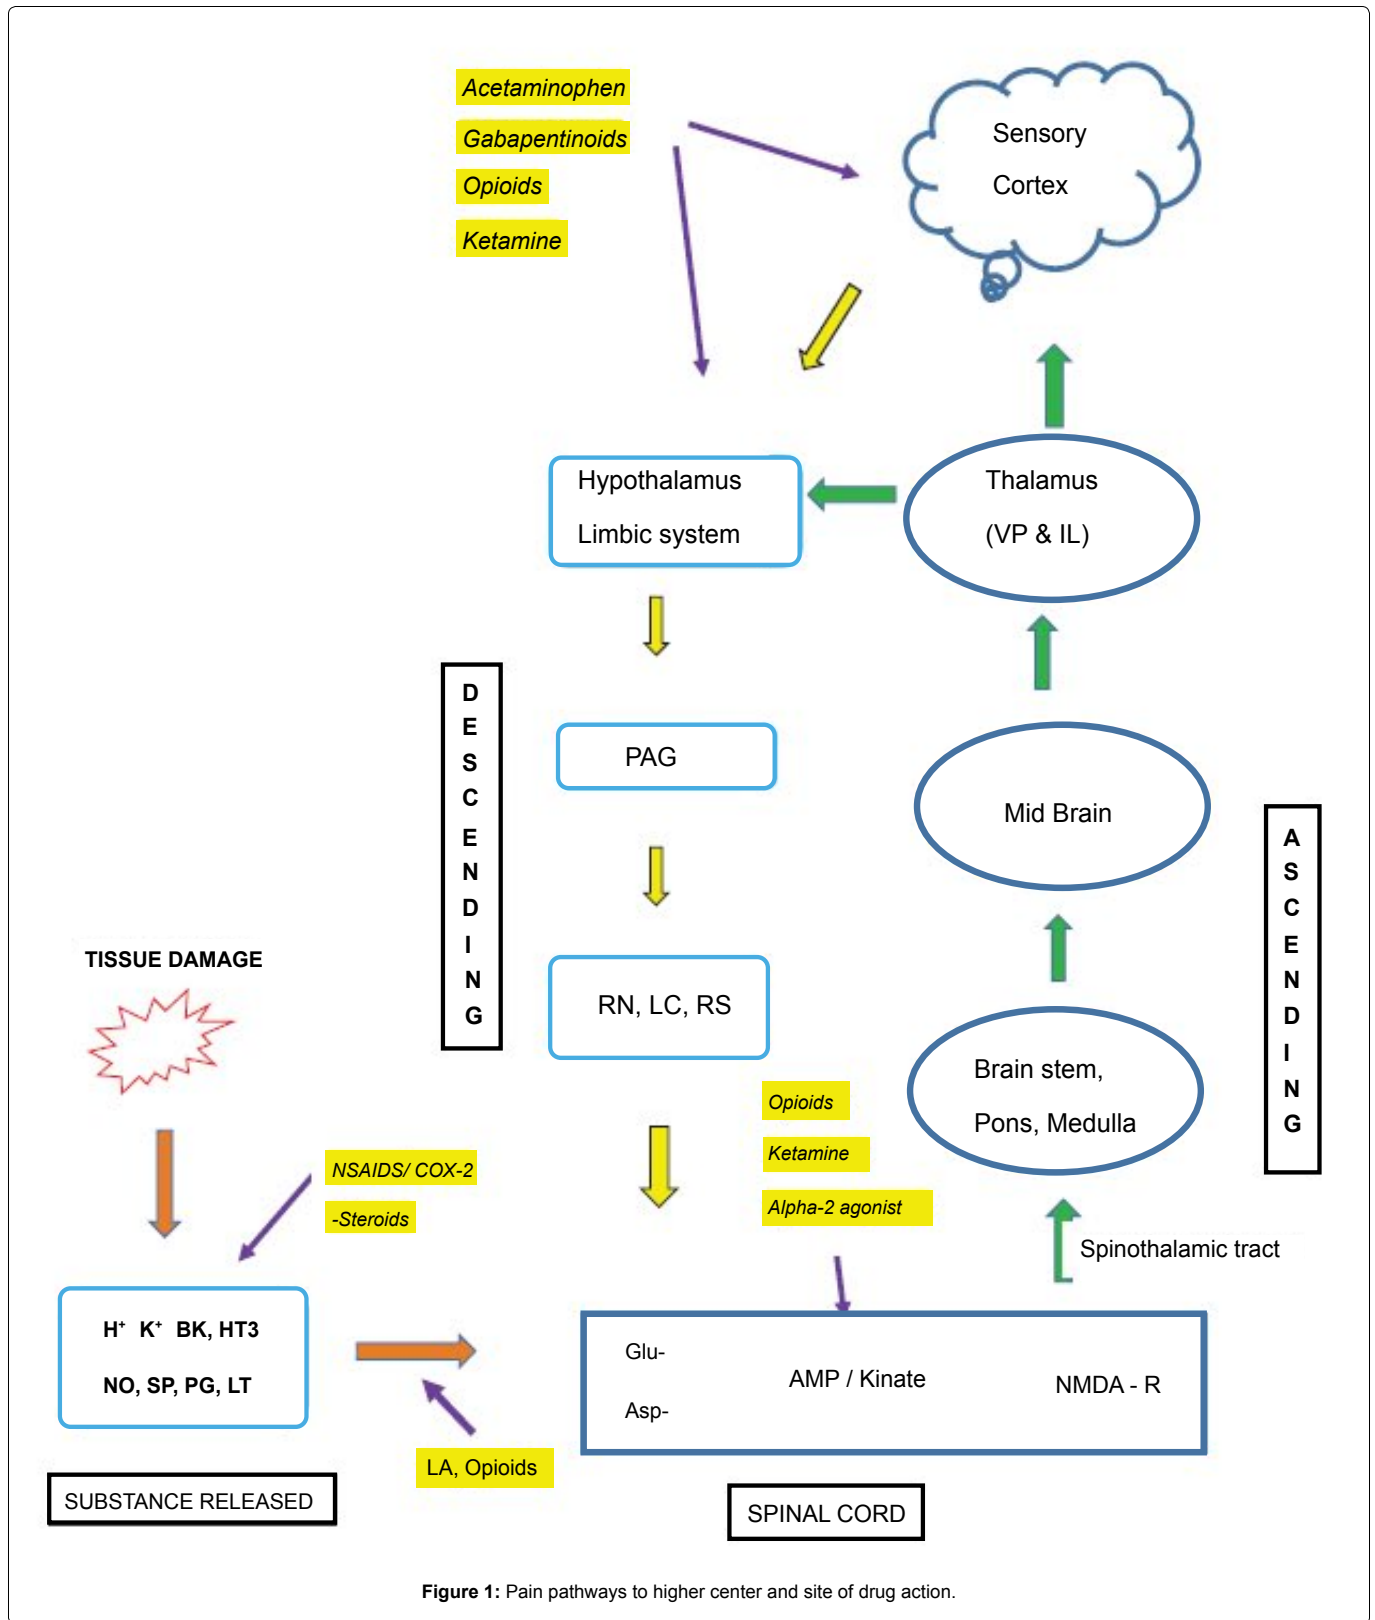 Acetaminophen
Gabapentinoids
Opioids
Ketamine
Sensory
Cortex
Hypothalamus
Limbic system
Thalamus
(VP & IL)
DESCENDING
PAG
Mid Brain
ASCENDING
TISSUE DAMAGE
RN, LC, RS
Brain stem,
Pons, Medulla
Opioids
Ketamine
Alpha-2 agonist
NSAIDS/ COX-2
-Steroids
Spinothalamic tract
H⁺ K⁺ BK, HT3
NO, SP, PG, LT
Glu-
Asp-
AMP / Kinate
NMDA - R
LA, Opioids
SUBSTANCE RELEASED
SPINAL CORD
Figure 1: Pain pathways to higher center and site of drug action.